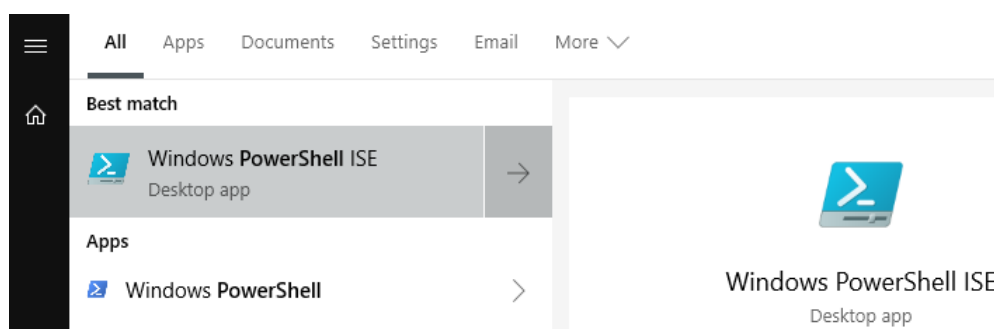 All Apps Documents Settings Email More
Best match
Windows PowerShell ISE
Desktop app
Apps
Windows PowerShell
Windows PowerShell ISE
Desktop app